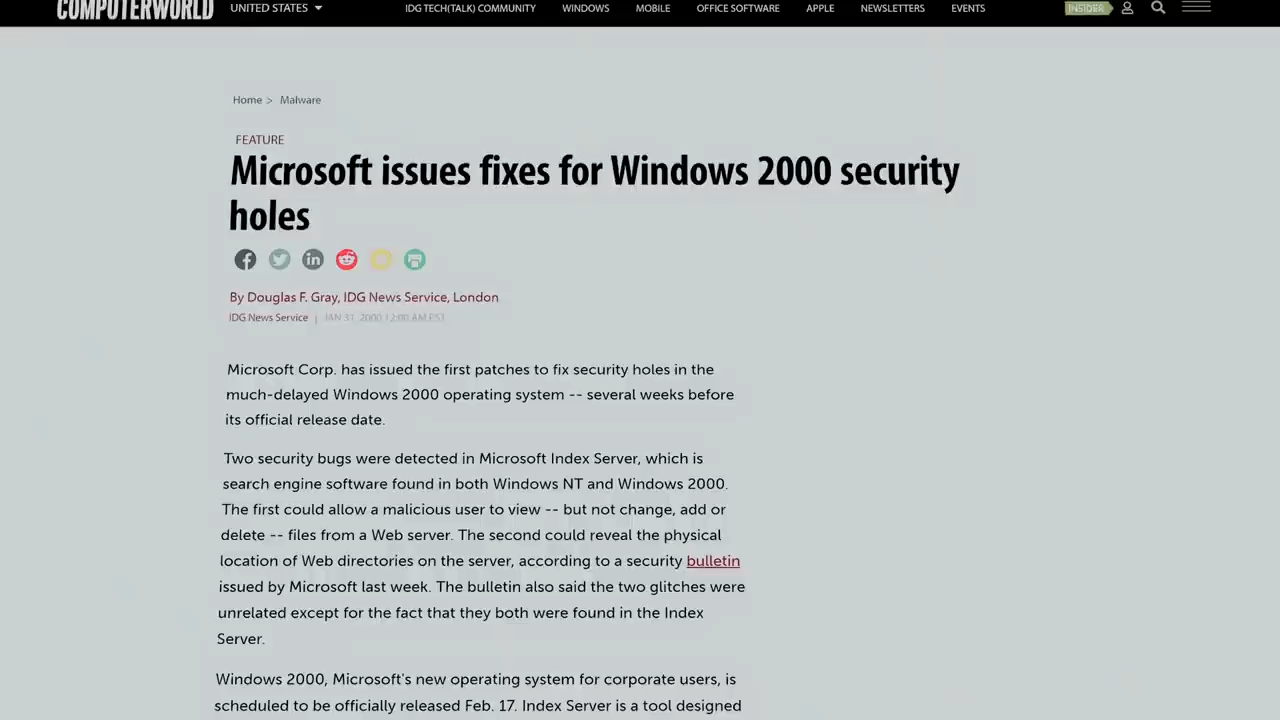 COMPUTERWORLD
UNITED STATES
IDG TECH(TALK) COMMUNITY
WINDOWS
MOBILE
OFFICE SOFTWARE
APPLE
NEWSLETTERS
EVENTS
INSIDER
Home > Malware
FEATURE
Microsoft issues fixes for Windows 2000 security
holes
By Douglas F. Gray, IDG News Service, London
IDG News Service | JAN 31, 2000 12:00 AM PST
Microsoft Corp. has issued the first patches to fix security holes in the
much-delayed Windows 2000 operating system -- several weeks before
its official release date.
Two security bugs were detected in Microsoft Index Server, which is
search engine software found in both Windows NT and Windows 2000.
The first could allow a malicious user to view -- but not change, add or
delete -- files from a Web server. The second could reveal the physical
location of Web directories on the server, according to a security bulletin
issued by Microsoft last week. The bulletin also said the two glitches were
unrelated except for the fact that they both were found in the Index
Server.
Windows 2000, Microsoft's new operating system for corporate users, is
scheduled to be officially released Feb. 17. Index Server is a tool designed